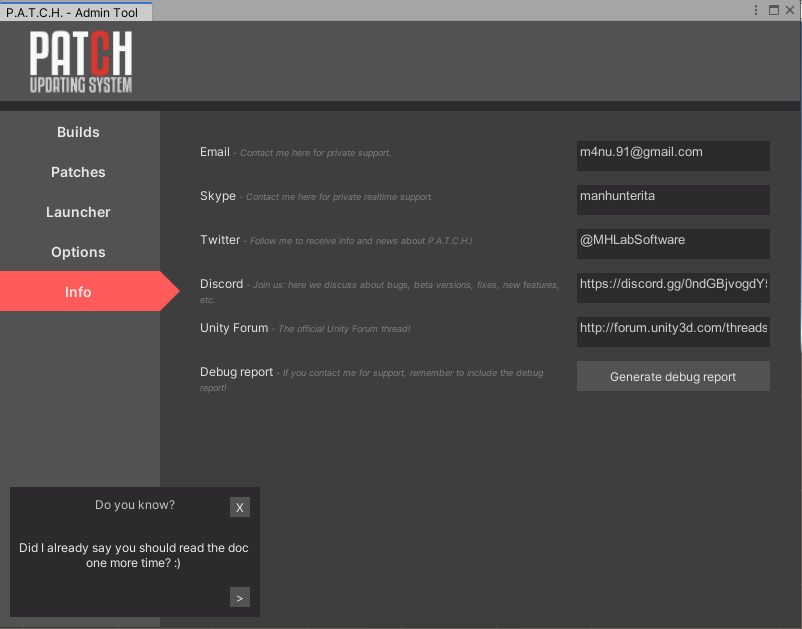 P.A.T.C.H. - Admin Tool
PATCH
UPDATING SYSTEM
Builds
Patches
Launcher
Options
Info
Email - Contact me here for private support.
m4nu.91@gmail.com
Skype - Contact me here for private realtime support.
manhunterita
Twitter - Follow me to receive info and news about P.A.T.C.H.!
@MHLabSoftware
Discord - Join us: here we discuss about bugs, beta versions, fixes, new features,
etc.
https://discord.gg/0ndGBjvogdY
Unity Forum - The official Unity Forum thread!
http://forum.unity3d.com/threads
Debug report - If you contact me for support, remember to include the debug
report!
Generate debug report
Do you know?
X
Did I already say you should read the doc
one more time? :)
>